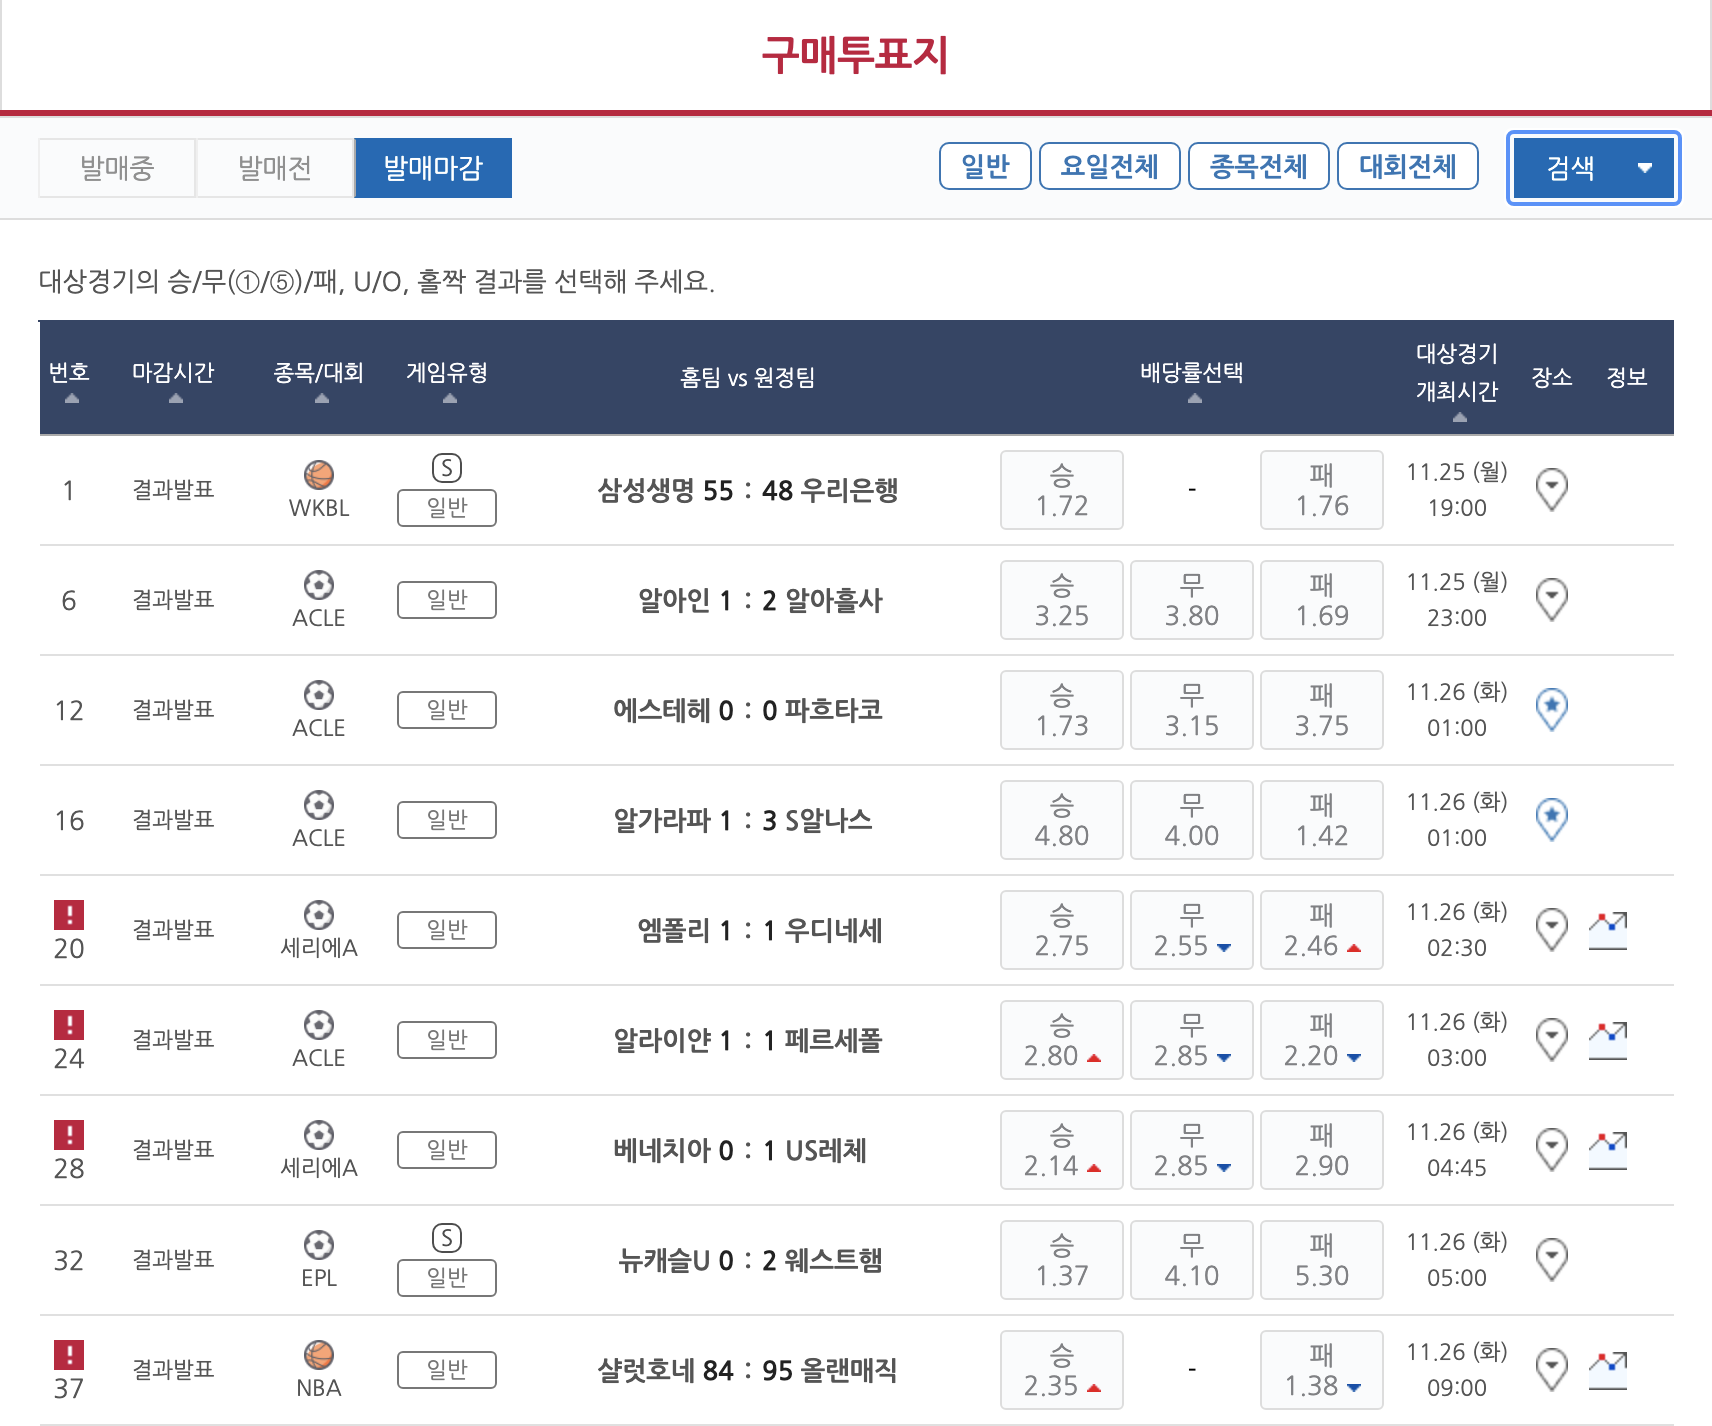 구매투표지
발매중 발매전 발매마감 일반 요일전체 종목전체 대회전체 검색
대상경기의 승/무(①/⑤)/패, U/O, 홀짝 결과를 선택해 주세요.
번호 마감시간 종목/대회 게임유형 홈팀 vs 원정팀 배당률선택 대상경기 개최시간 장소 정보
1 결과발표 WKBL S 일반 삼성생명 55 : 48 우리은행 승 1.72 - 패 1.76 11.25 (월) 19:00
6 결과발표 ACLE 일반 알아인 1 : 2 알아흘사 승 3.25 무 3.80 패 1.69 11.25 (월) 23:00
12 결과발표 ACLE 일반 에스테헤 0 : 0 파흐타코 승 1.73 무 3.15 패 3.75 11.26 (화) 01:00
16 결과발표 ACLE 일반 알가라파 1 : 3 S알나스 승 4.80 무 4.00 패 1.42 11.26 (화) 01:00
! 20 결과발표 세리에A 일반 엠폴리 1 : 1 우디네세 승 2.75 무 2.55 패 2.46 11.26 (화) 02:30
! 24 결과발표 ACLE 일반 알라이얀 1 : 1 페르세폴 승 2.80 무 2.85 패 2.20 11.26 (화) 03:00
! 28 결과발표 세리에A 일반 베네치아 0 : 1 US레체 승 2.14 무 2.85 패 2.90 11.26 (화) 04:45
32 결과발표 EPL S 일반 뉴캐슬U 0 : 2 웨스트햄 승 1.37 무 4.10 패 5.30 11.26 (화) 05:00
! 37 결과발표 NBA 일반 샬럿호네 84 : 95 올랜매직 승 2.35 - 패 1.38 11.26 (화) 09:00